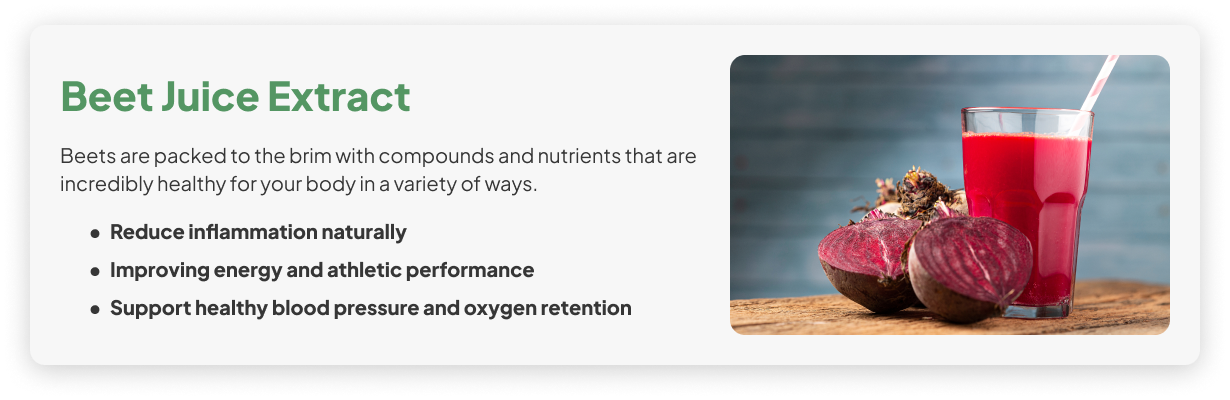 Beet Juice Extract
Beets are packed to the brim with compounds and nutrients that are
incredibly healthy for your body in a variety of ways.
● Reduce inflammation naturally
● Improving energy and athletic performance
● Support healthy blood pressure and oxygen retention